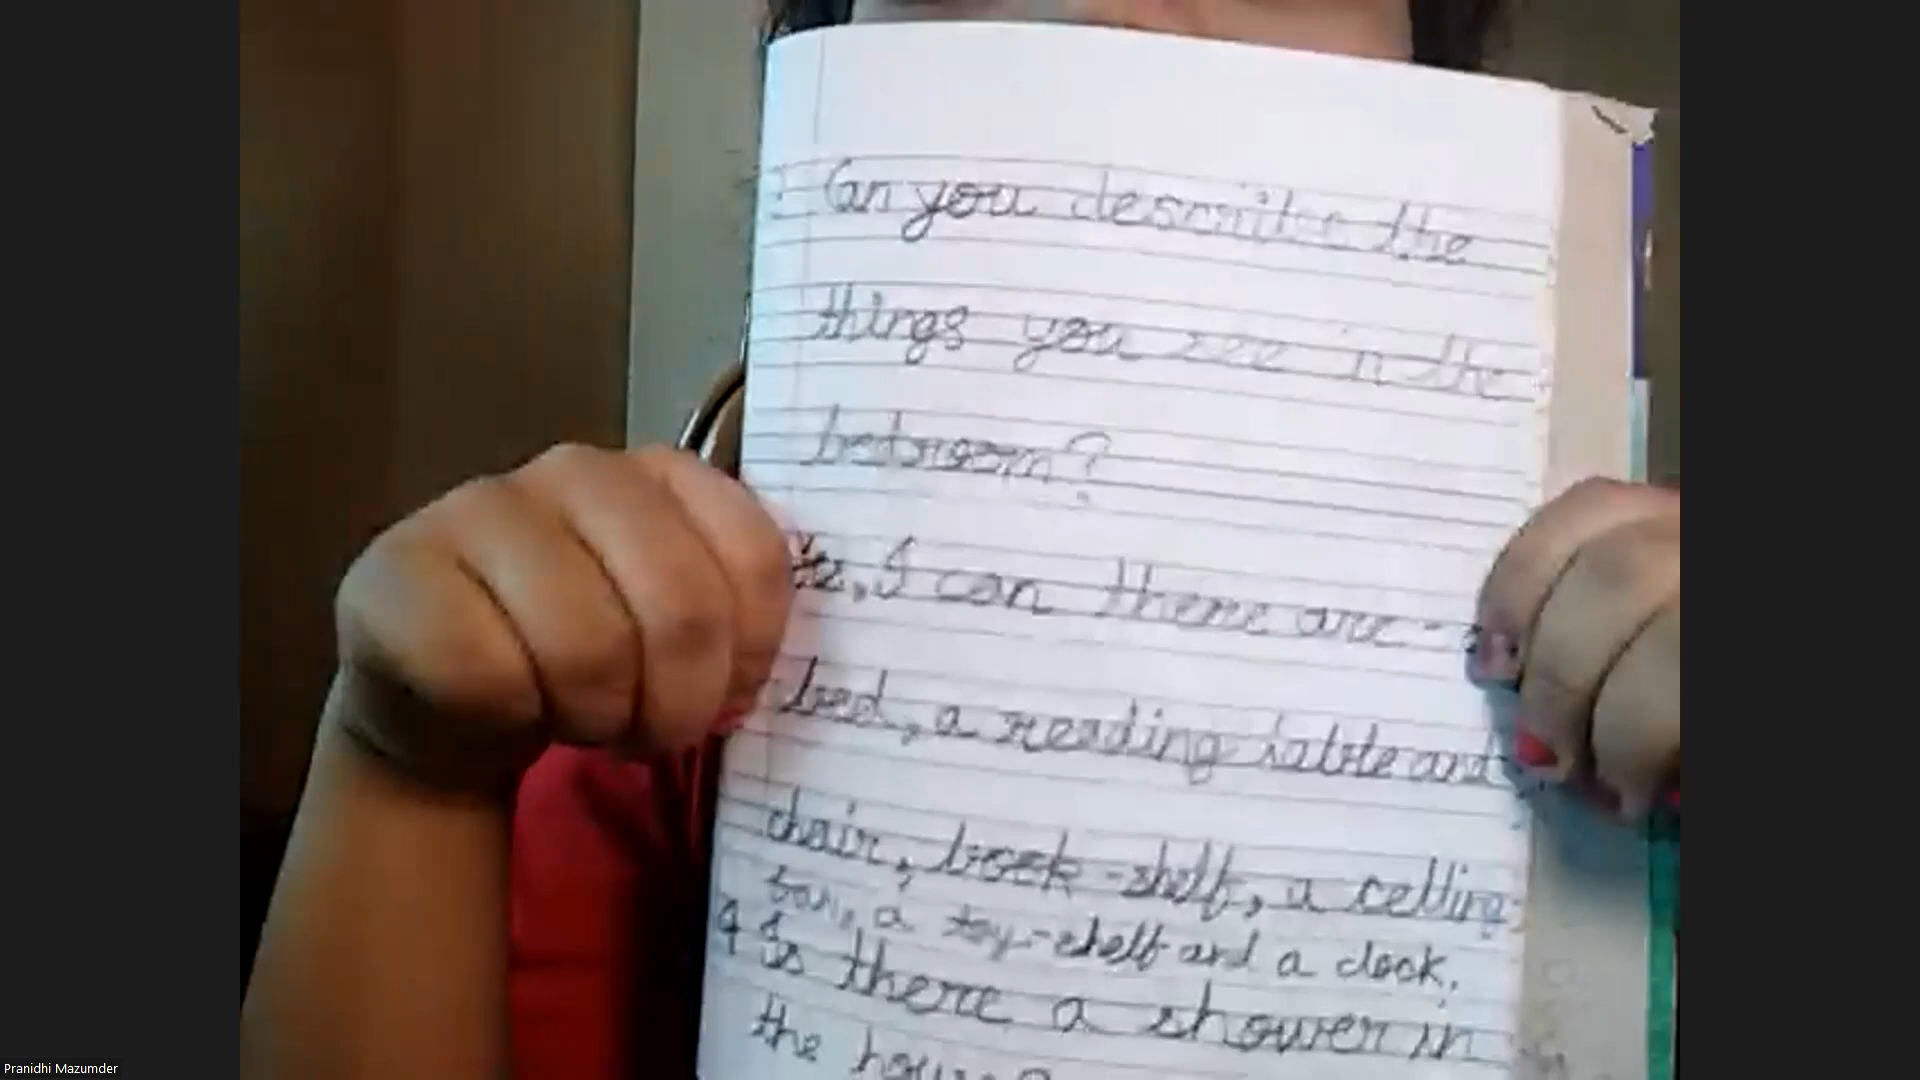 Can you describe the
things you see in the
bedroom?
Yes, I can there are - a
bed, a reading table and
chair, book-shelf, a celling
fan, a toy-shelf and a clock.
4 Is there a shower in
the house?
Pranidhi Mazumder